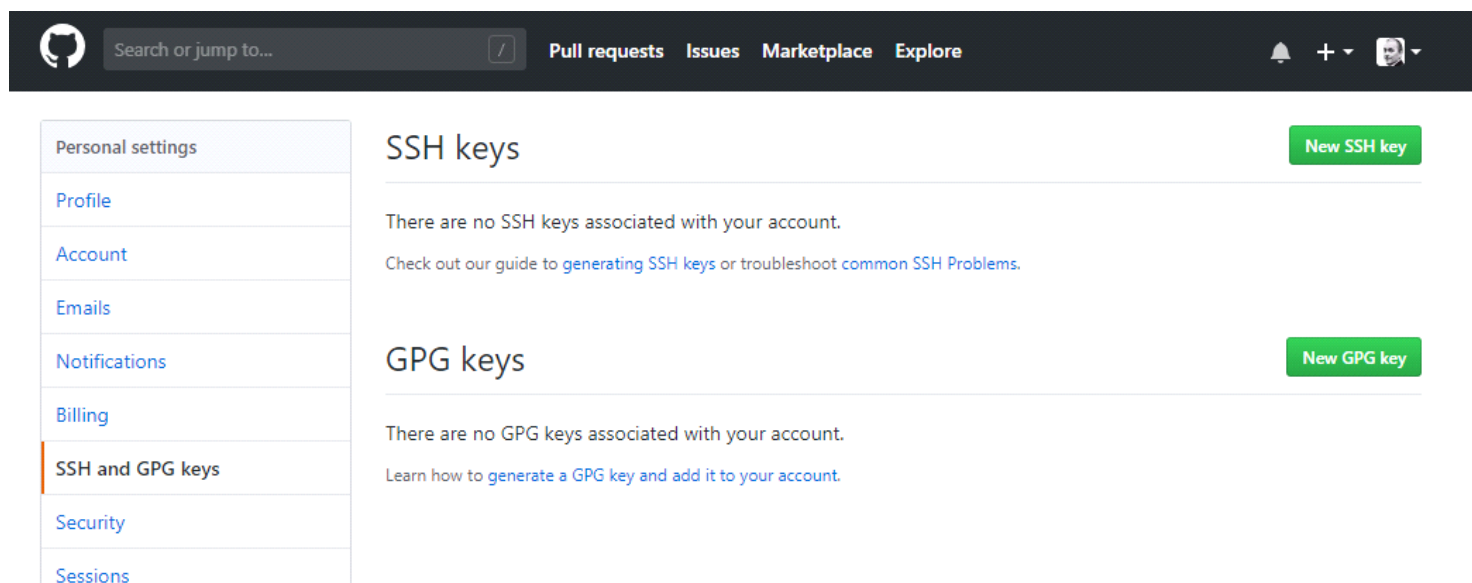 Search or jump to... / Pull requests Issues Marketplace Explore
Personal settings
Profile
Account
Emails
Notifications
Billing
SSH and GPG keys
Security
Sessions
SSH keys New SSH key
There are no SSH keys associated with your account.
Check out our guide to generating SSH keys or troubleshoot common SSH Problems.
GPG keys New GPG key
There are no GPG keys associated with your account.
Learn how to generate a GPG key and add it to your account.